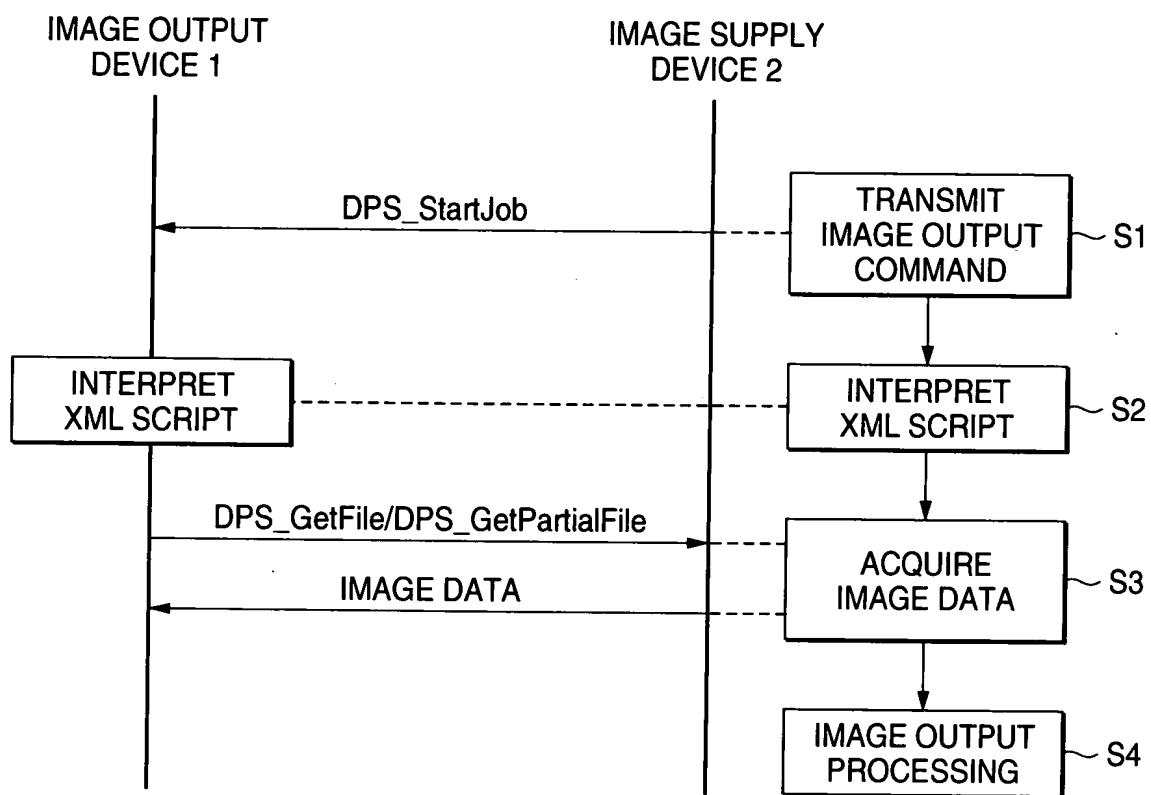 IMAGE OUTPUT
DEVICE 1
IMAGE SUPPLY
DEVICE 2
DPS_StartJob
TRANSMIT
IMAGE OUTPUT
COMMAND
S1
INTERPRET
XML SCRIPT
INTERPRET
XML SCRIPT
S2
DPS_GetFile/DPS_GetPartialFile
IMAGE DATA
ACQUIRE
IMAGE DATA
S3
IMAGE OUTPUT
PROCESSING
S4